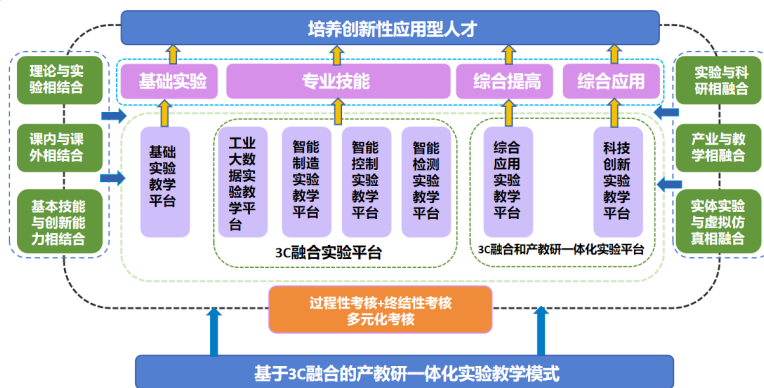 培养创新性应用型人才
理论与实
验相结合
课内与课
外相结合
基本技能
与创新能
力相结合
基础实验
专业技能
综合提高
综合应用
基础
实验
教学
平台
工业
大数
据实
验教
学平
台
智能
制造
实验
教学
平台
智能
控制
实验
教学
平台
智能
检测
实验
教学
平台
综合
应用
实验
教学
平台
科技
创新
实验
教学
平台
3C融合实验平台
3C融合和产教研一体化实验平台
实验与科
研相融合
产业与教
学相融合
实体实验
与虚拟仿
真相融合
过程性考核+终结性考核
多元化考核
基于3C融合的产教研一体化实验教学模式